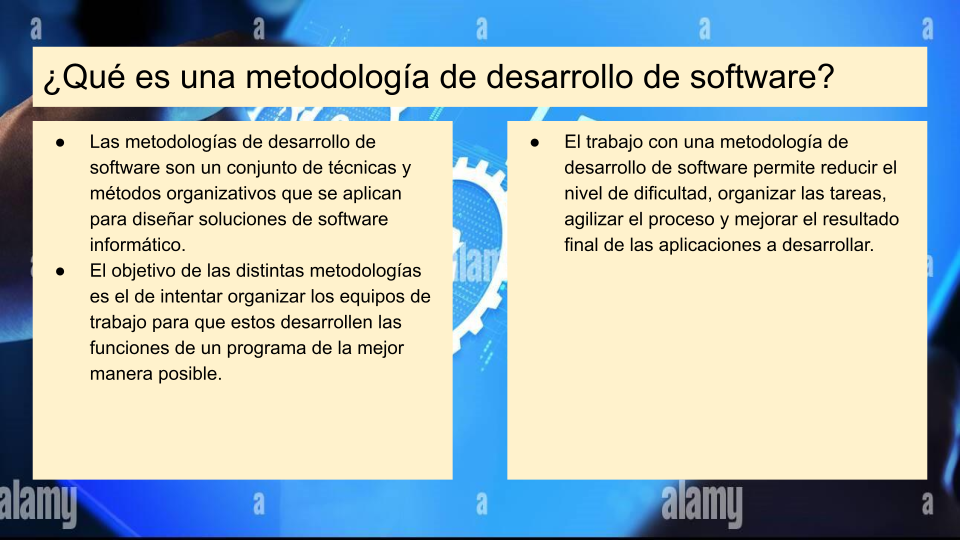 ¿Qué es una metodología de desarrollo de software?
● Las metodologías de desarrollo de
software son un conjunto de técnicas y
métodos organizativos que se aplican
para diseñar soluciones de software
informático.
● El objetivo de las distintas metodologías
es el de intentar organizar los equipos de
trabajo para que estos desarrollen las
funciones de un programa de la mejor
manera posible.
● El trabajo con una metodología de
desarrollo de software permite reducir el
nivel de dificultad, organizar las tareas,
agilizar el proceso y mejorar el resultado
final de las aplicaciones a desarrollar.
a a a a a
alam
a
alamy a a alamy a